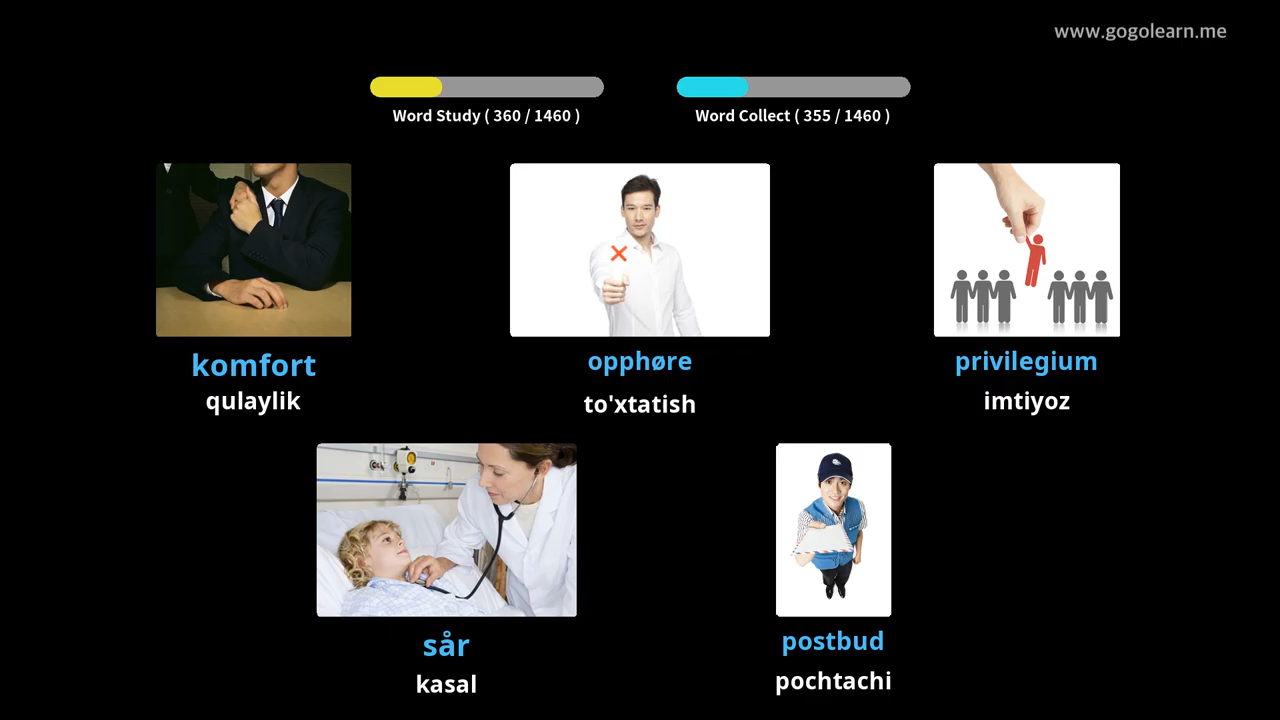 www.gogolearn.me
Word Study ( 360 / 1460 )
Word Collect ( 355 / 1460 )
komfort
qulaylik
opphøre
to'xtatish
privilegium
imtiyoz
sår
kasal
postbud
pochtachi